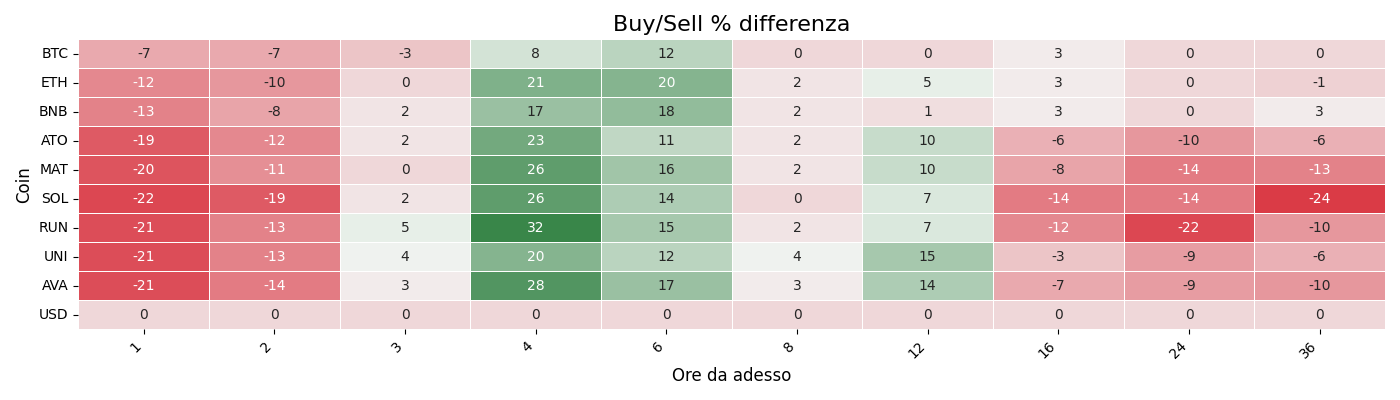 Buy/Sell % differenza
Coin
BTC -7 -7 -3 8 12 0 0 3 0 0
ETH -12 -10 0 21 20 2 5 3 0 -1
BNB -13 -8 2 17 18 2 1 3 0 3
ATO -19 -12 2 23 11 2 10 -6 -10 -6
MAT -20 -11 0 26 16 2 10 -8 -14 -13
SOL -22 -19 2 26 14 0 7 -14 -14 -24
RUN -21 -13 5 32 15 2 7 -12 -22 -10
UNI -21 -13 4 20 12 4 15 -3 -9 -6
AVA -21 -14 3 28 17 3 14 -7 -9 -10
USD 0 0 0 0 0 0 0 0 0 0
1 2 3 4 6 8 12 16 24 36
Ore da adesso